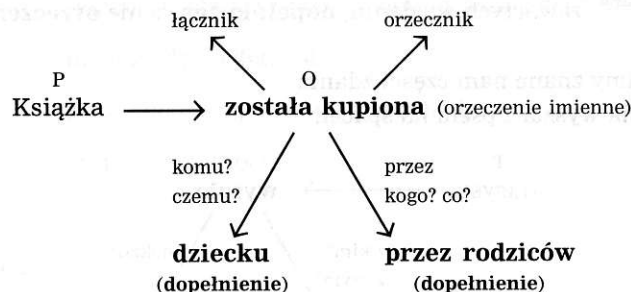 łącznik orzecznik
P O
Książka została kupiona (orzeczenie imienne)
komu? przez
czemu? kogo? co?
dziecku przez rodziców
(dopełnienie) (dopełnienie)